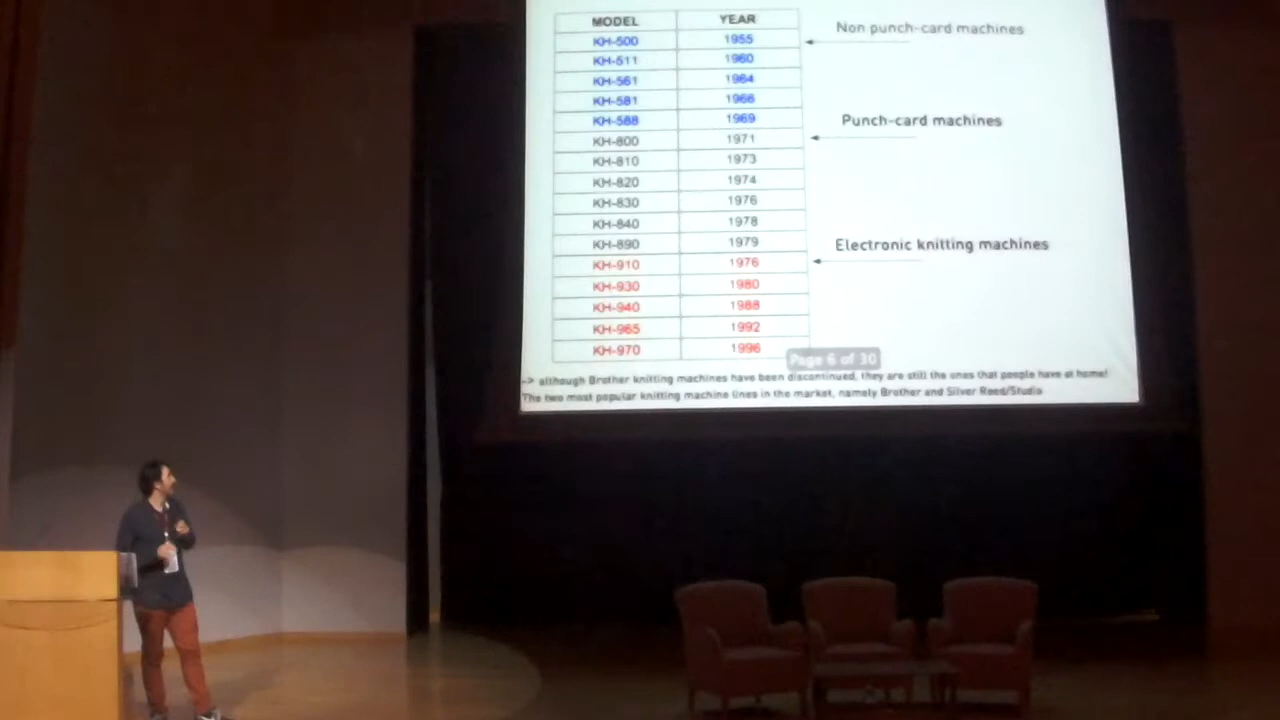 MODEL YEAR
KH-500 1955
Non punch-card machines
KH-511 1960
KH-561 1964
KH-581 1966
KH-588 1969
Punch-card machines
KH-800 1971
KH-810 1973
KH-820 1974
KH-830 1976
KH-840 1978
KH-890 1979
Electronic knitting machines
KH-910 1976
KH-930 1980
KH-940 1988
KH-965 1992
KH-970 1996
Page 6 of 30
-> although Brother knitting machines have been discontinued, they are still the ones that people have at home!
The two most popular knitting machine lines in the market, namely Brother and Silver Reed/Studio